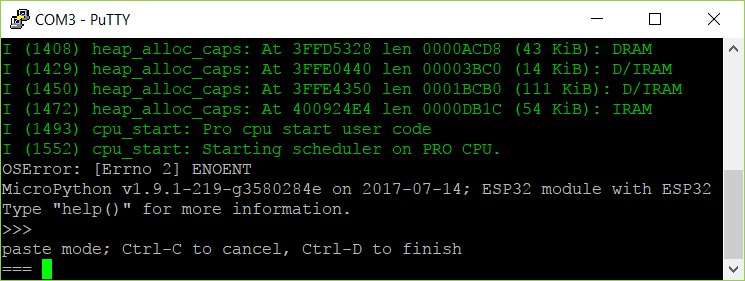 COM3 - PuTTY
I (1408) heap_alloc_caps: At 3FFD5328 len 0000ACD8 (43 KiB): DRAM
I (1429) heap_alloc_caps: At 3FFE0440 len 00003BC0 (14 KiB): D/IRAM
I (1450) heap_alloc_caps: At 3FFE4350 len 0001BCB0 (111 KiB): D/IRAM
I (1472) heap_alloc_caps: At 400924E4 len 0000DB1C (54 KiB): IRAM
I (1493) cpu_start: Pro cpu start user code
I (1552) cpu_start: Starting scheduler on PRO CPU.
OSError: [Errno 2] ENOENT
MicroPython v1.9.1-219-g3580284e on 2017-07-14; ESP32 module with ESP32
Type "help()" for more information.
>>>
paste mode; Ctrl-C to cancel, Ctrl-D to finish
===